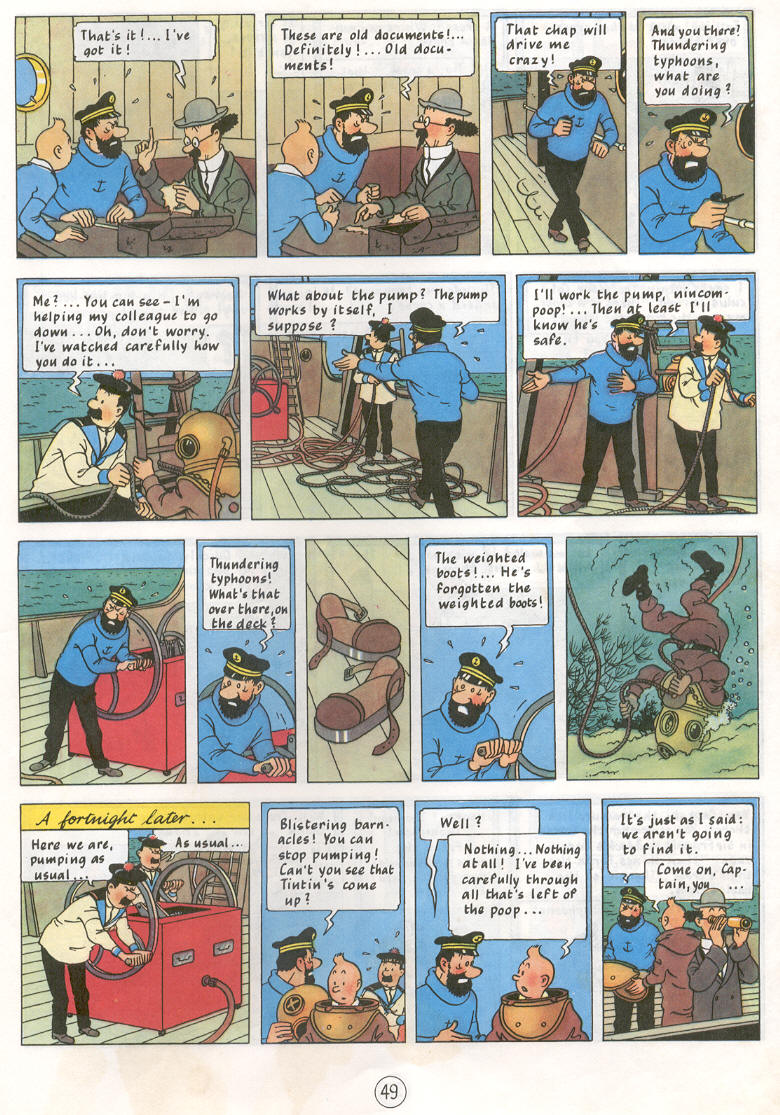 That's it!... I've
got it!
These are old documents!...
Definitely!... Old docu-
ments!
That chap will
drive me
crazy!
And you there?
Thundering
typhoons,
what are
you doing?
Me?... You can see – I'm
helping my colleague to go
down... Oh, don't worry.
I've watched carefully how
you do it...
What about the pump? The pump
works by itself, I
suppose?
I'll work the pump, nincom-
poop!... Then at least I'll
know he's
safe.
Thundering
typhoons!
What's that
over there, on
the deck?
The weighted
boots!... He's
forgotten the
weighted boots!
A fortnight later...
Here we are,
pumping as
usual...
As usual...
Blistering barn-
acles! You can
stop pumping!
Can't you see that
Tintin's come
up?
Well?
Nothing... Nothing
at all! I've been
carefully through
all that's left of
the poop...
It's just as I said:
we aren't going
to find it.
Come on, Cap-
tain, you ...
49